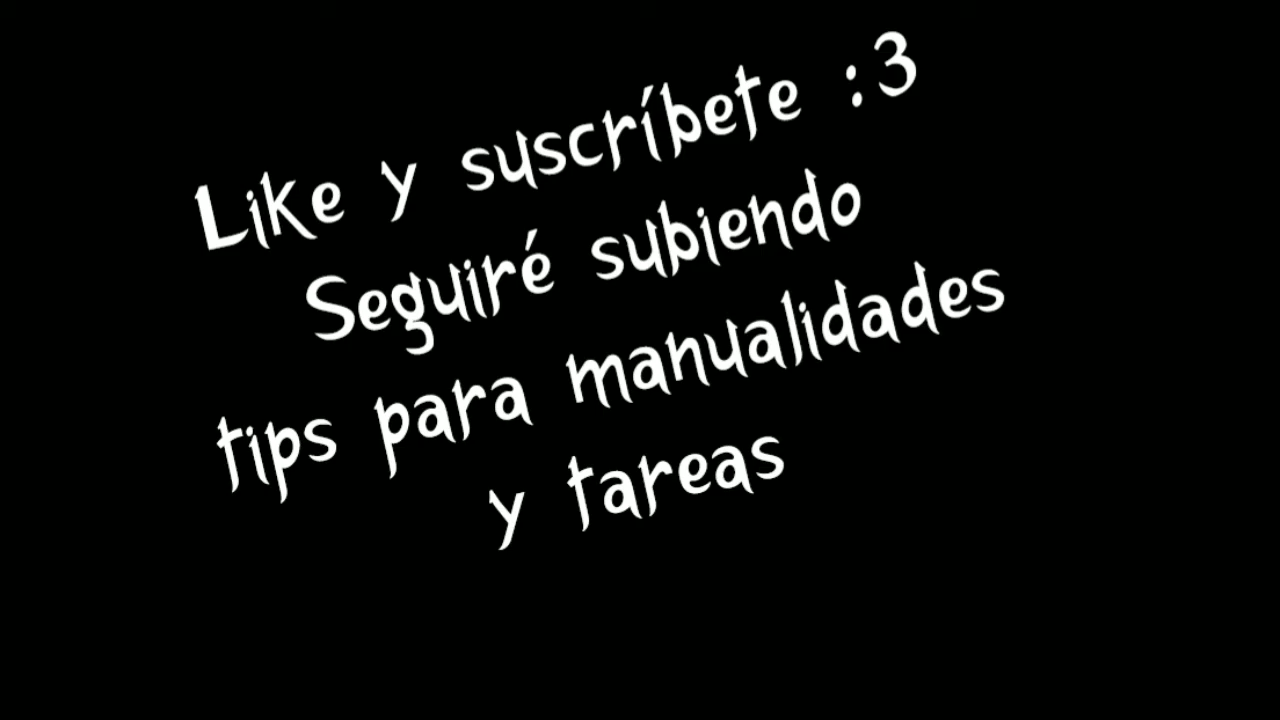 Like y suscríbete :3
Seguiré subiendo
tips para manualidades
y tareas